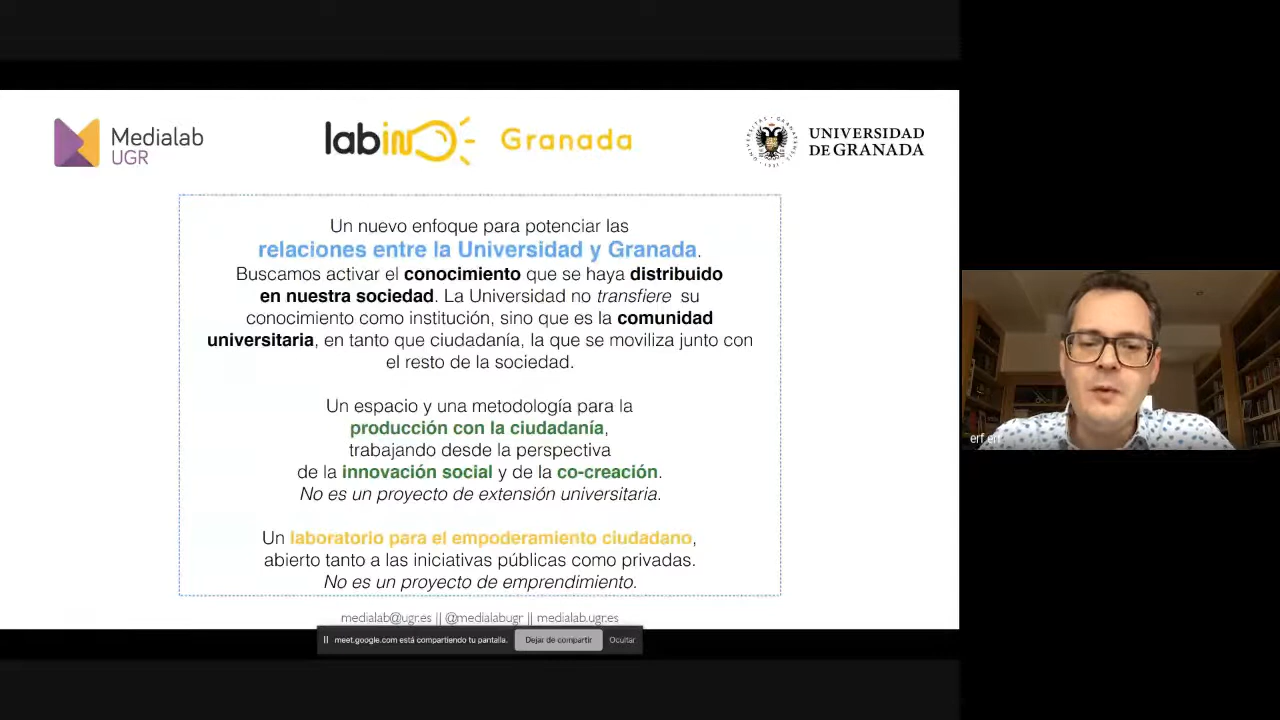 Medialab
UGR
labin Granada
UNIVERSIDAD
DE GRANADA
Un nuevo enfoque para potenciar las
relaciones entre la Universidad y Granada.
Buscamos activar el conocimiento que se haya distribuido
en nuestra sociedad. La Universidad no transfiere su
conocimiento como institución, sino que es la comunidad
universitaria, en tanto que ciudadanía, la que se moviliza junto con
el resto de la sociedad.
Un espacio y una metodología para la
producción con la ciudadanía,
trabajando desde la perspectiva
de la innovación social y de la co-creación.
No es un proyecto de extensión universitaria.
Un laboratorio para el empoderamiento ciudadano,
abierto tanto a las iniciativas públicas como privadas.
No es un proyecto de emprendimiento.
medialab@ugr.es || @medialabugr || medialab.ugr.es
meet.google.com está compartiendo tu pantalla. Dejar de compartir Ocultar
erf erf